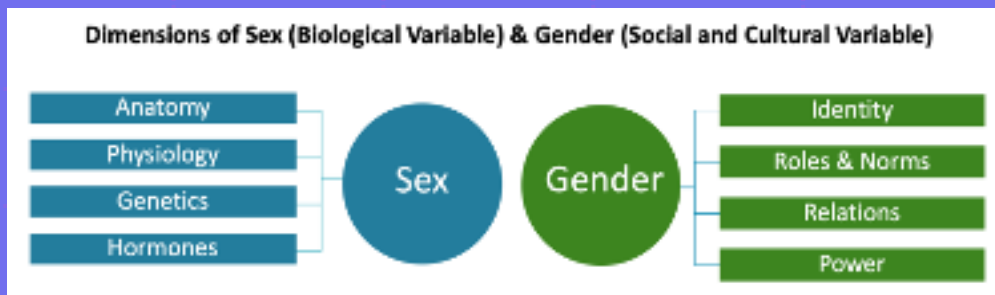 Dimensions of Sex (Biological Variable) & Gender (Social and Cultural Variable)
Anatomy
Physiology
Genetics
Hormones
Sex
Gender
Identity
Roles & Norms
Relations
Power